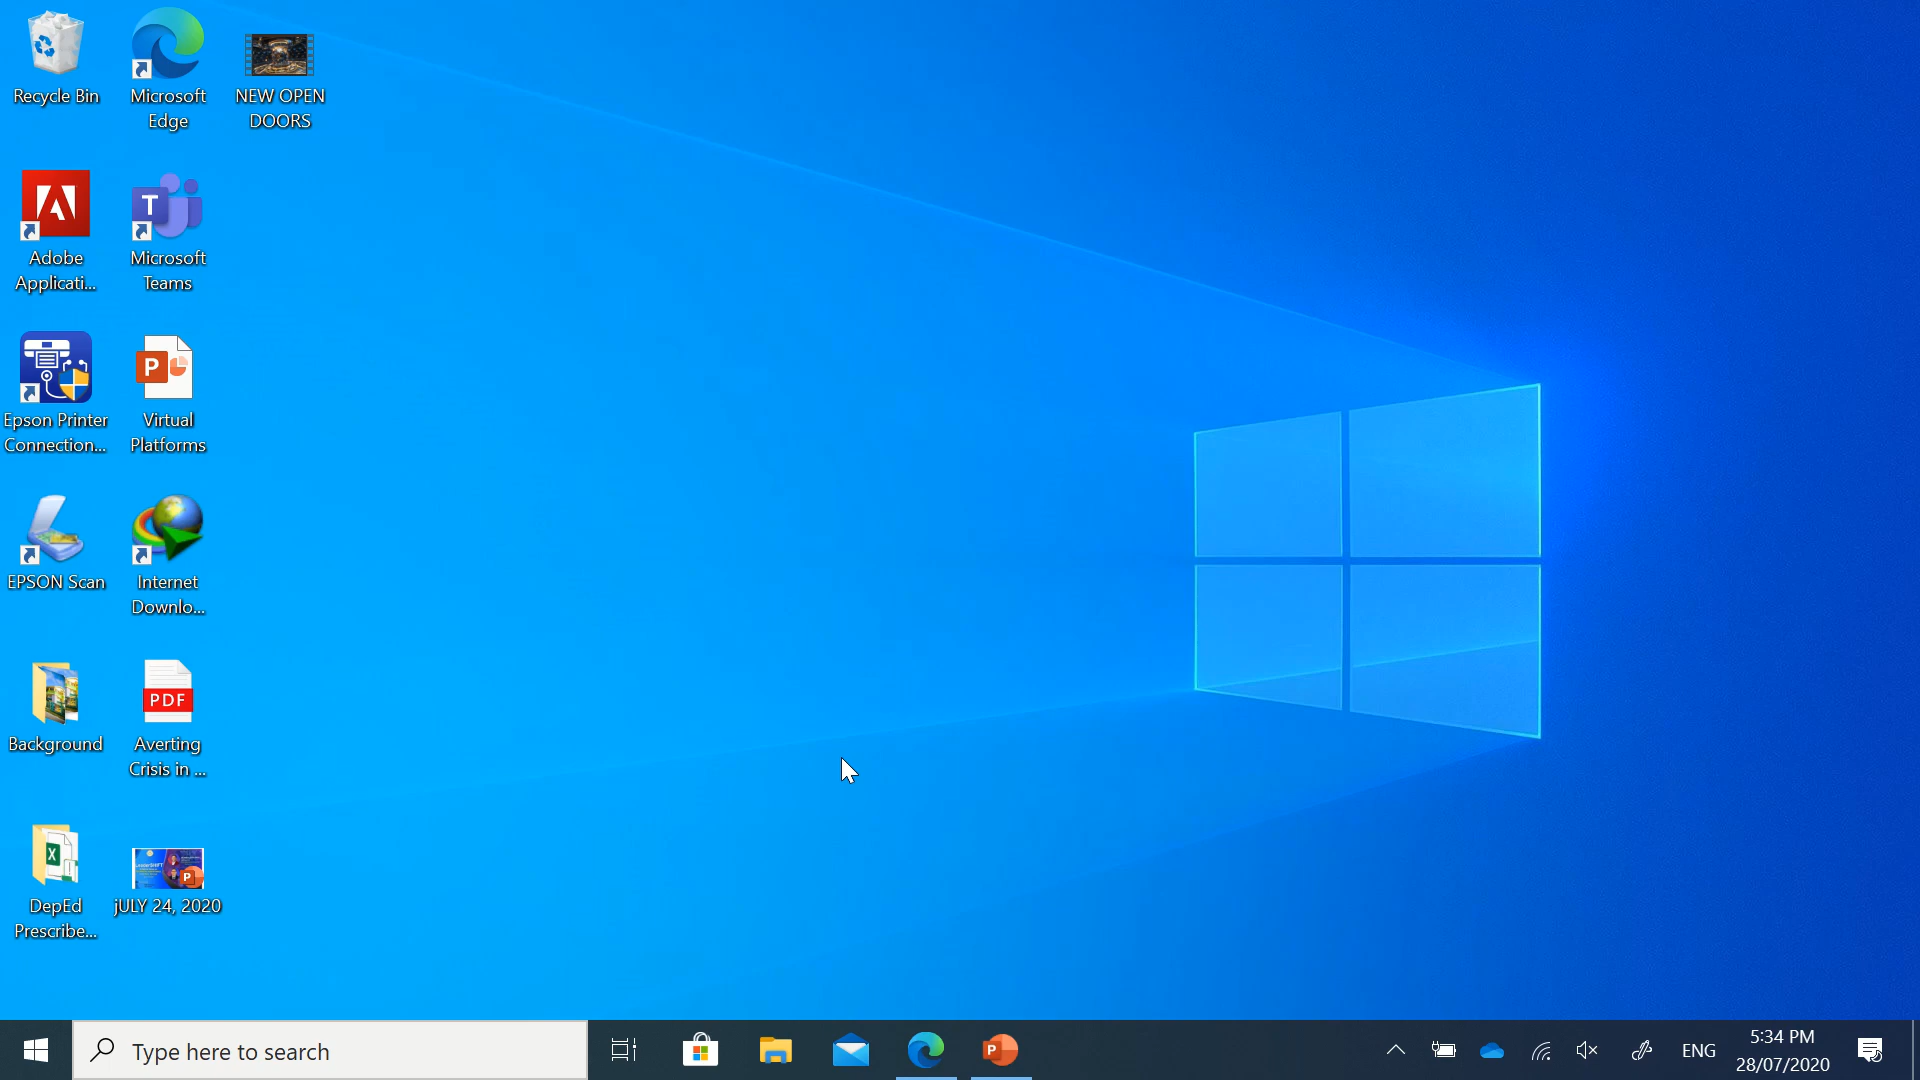 Recycle Bin
Microsoft
Edge
NEW OPEN
DOORS
Adobe
Applicati...
T
Microsoft
Teams
Epson Printer
Connection...
P
Virtual
Platforms
EPSON Scan
Internet
Downlo...
Background
PDF
Averting
Crisis in ...
X
DepEd
Prescribe...
P
jULY 24, 2020
Type here to search
P
ENG
5:34 PM
28/07/2020